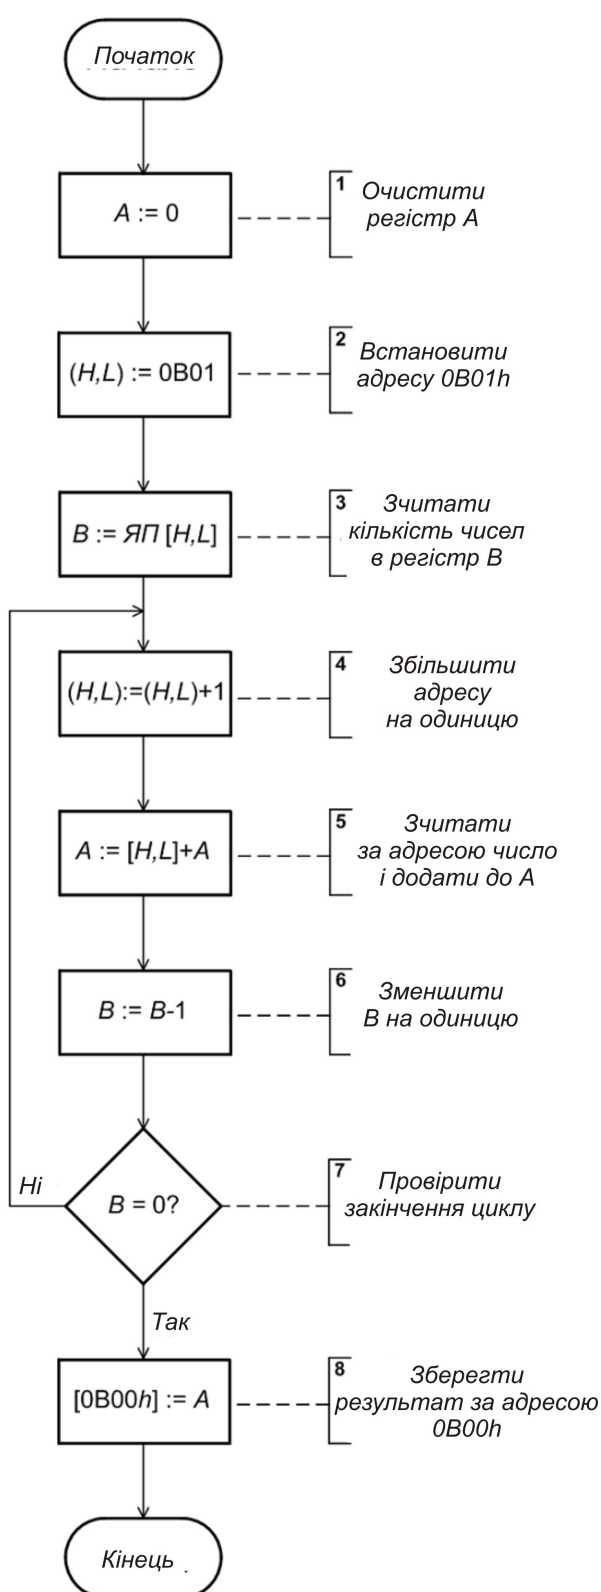 Початок
A := 0
1
Очистити
регістр А
(H,L) := 0B01
2
Встановити
адресу 0B01h
B := ЯП [H,L]
3
Зчитати
кількість чисел
в регістр B
(H,L):=(H,L)+1
4
Збільшити
адресу
на одиницю
A := [H,L]+A
5
Зчитати
за адресою число
і додати до А
B := B-1
6
Зменшити
В на одиницю
Ні
B = 0?
7
Провірити
закінчення циклу
Так
[0B00h] := A
8
Зберегти
результат за адресою
0B00h
Кінець